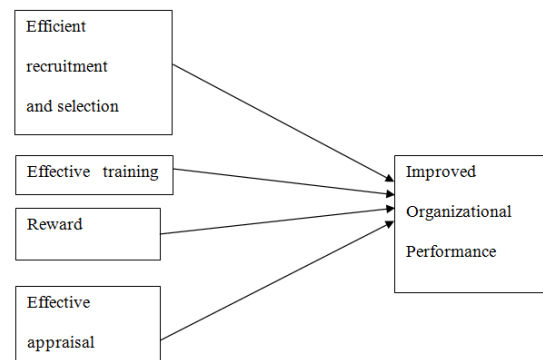 Efficient
recruitment
and selection
Effective training
Reward
Effective
appraisal
Improved
Organizational
Performance